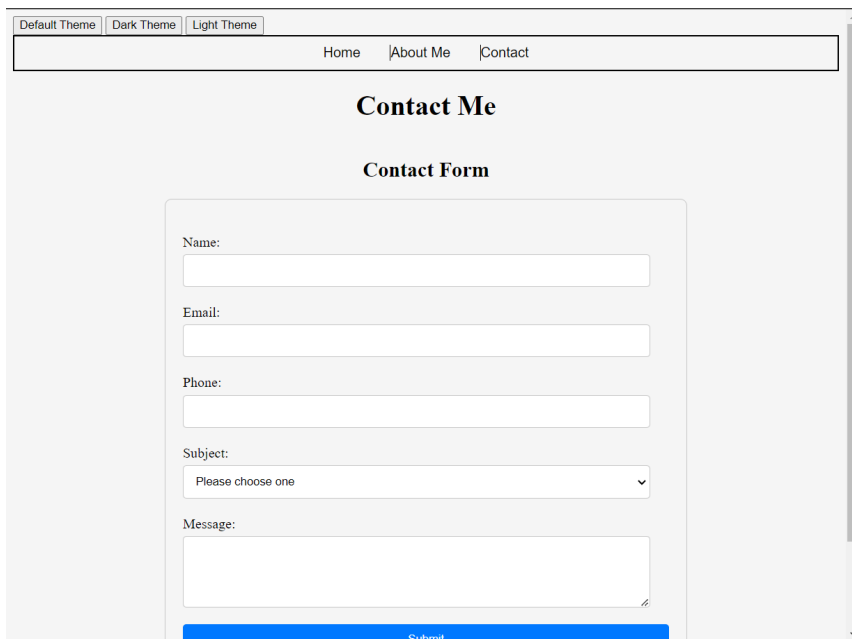 Default Theme Dark Theme Light Theme
Home About Me Contact
Contact Me
Contact Form
Name:
Email:
Phone:
Subject:
Please choose one
Message:
Submit